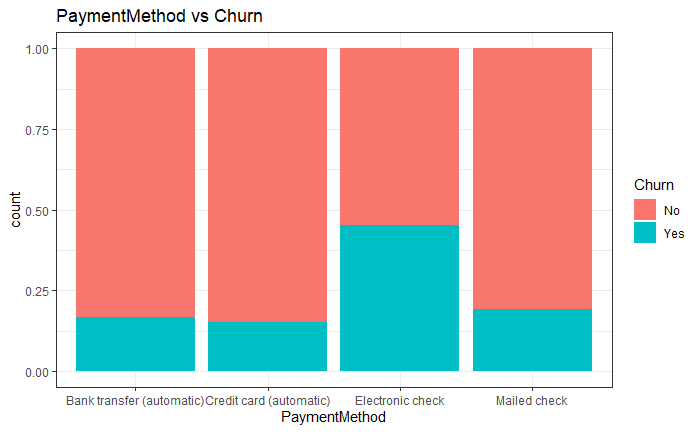 PaymentMethod vs Churn
count
1.00
0.75
0.50
0.25
0.00
Bank transfer (automatic)
Credit card (automatic)
Electronic check
Mailed check
PaymentMethod
Churn
No
Yes